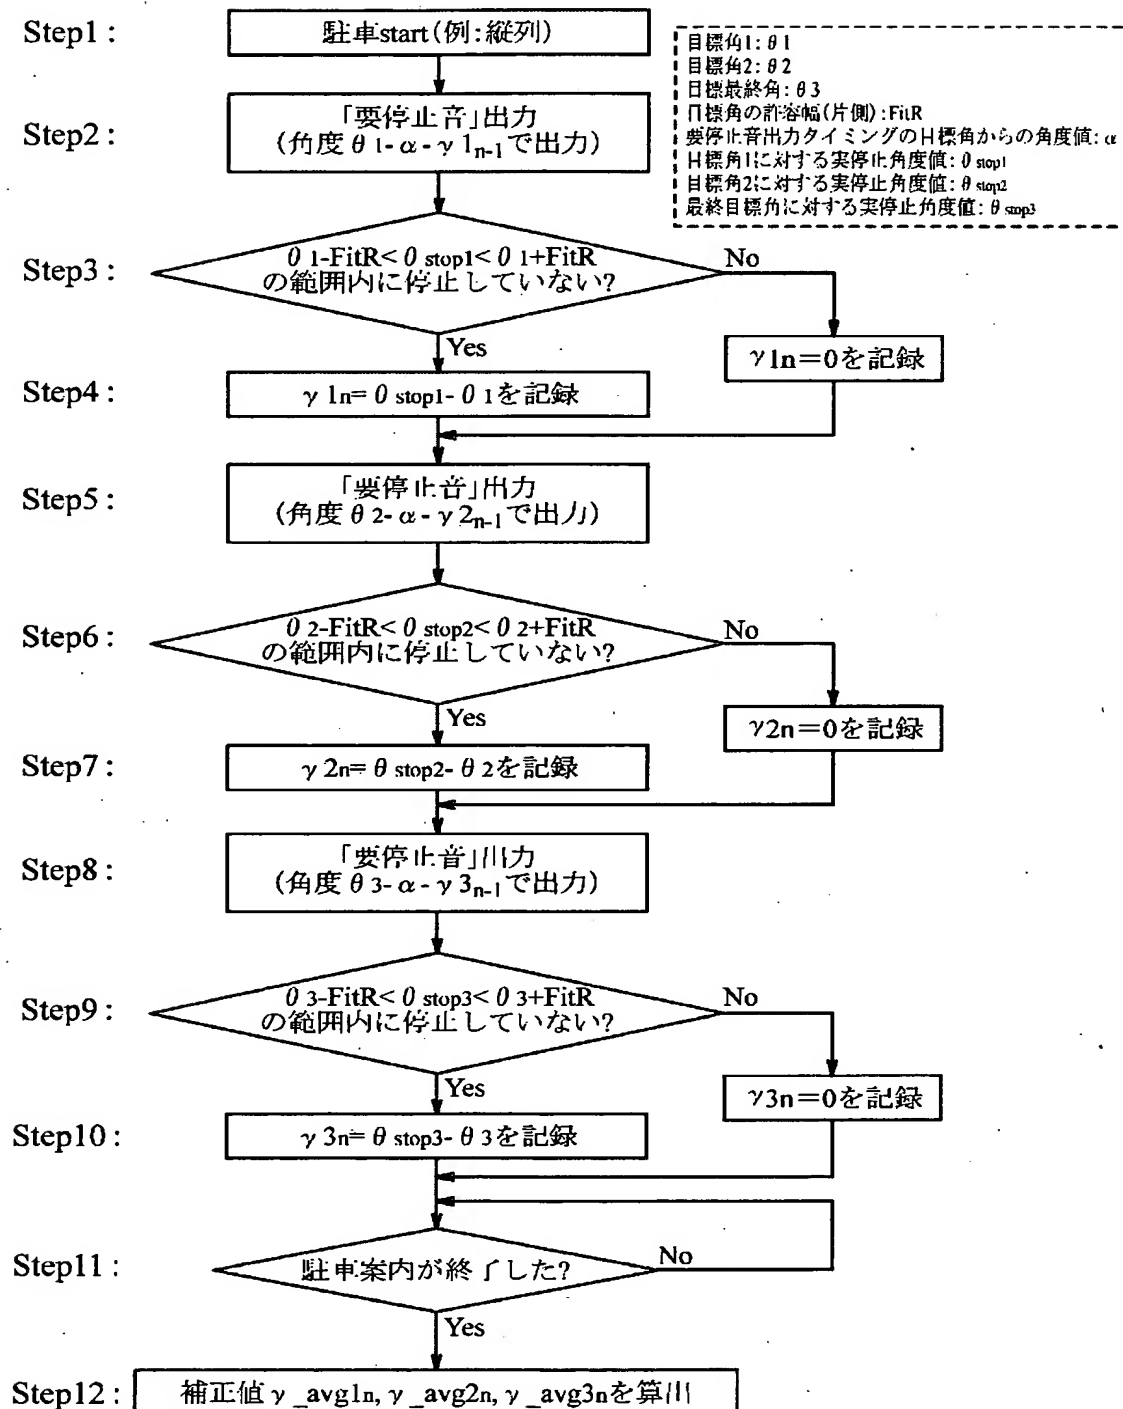 Step1:
駐車start(例:縦列)
目標角1: θ1
目標角2: θ2
目標最終角: θ3
目標角の許容幅(片側):FitR
要停止音出力タイミングの目標角からの角度値: α
目標角1に対する実停止角度値: θstop1
目標角2に対する実停止角度値: θstop2
最終目標角に対する実停止角度値: θstop3
Step2:
「要停止音」出力
(角度θ1-α-γ1n-1で出力)
Step3:
θ1-FitR<θstop1<θ1+FitR
の範囲内に停止していない?
No
Yes
γ1n=0を記録
Step4:
γ1n=θstop1-θ1を記録
Step5:
「要停止音」出力
(角度θ2-α-γ2n-1で出力)
Step6:
θ2-FitR<θstop2<θ2+FitR
の範囲内に停止していない?
No
Yes
γ2n=0を記録
Step7:
γ2n=θstop2-θ2を記録
Step8:
「要停止音」出力
(角度θ3-α-γ3n-1で出力)
Step9:
θ3-FitR<θstop3<θ3+FitR
の範囲内に停止していない?
No
Yes
γ3n=0を記録
Step10:
γ3n=θstop3-θ3を記録
Step11:
駐車案内が終了した?
No
Yes
Step12:
補正値γ_avg1n,γ_avg2n,γ_avg3nを算出